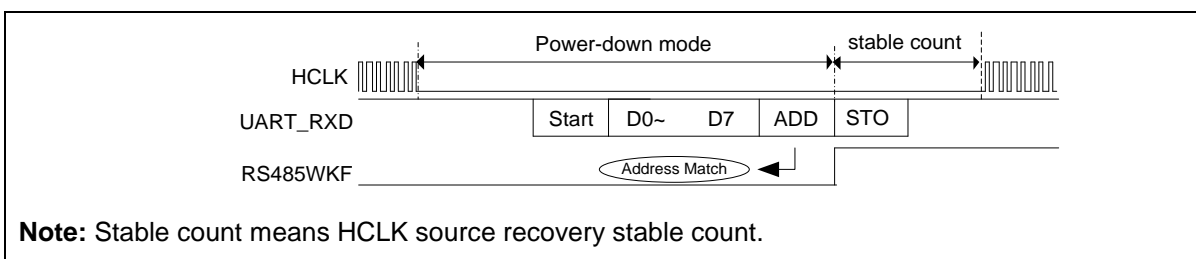 Power-down mode stable count
HCLK
UART_RXD Start D0~ D7 ADD STO
RS485WKF Address Match
Note: Stable count means HCLK source recovery stable count.